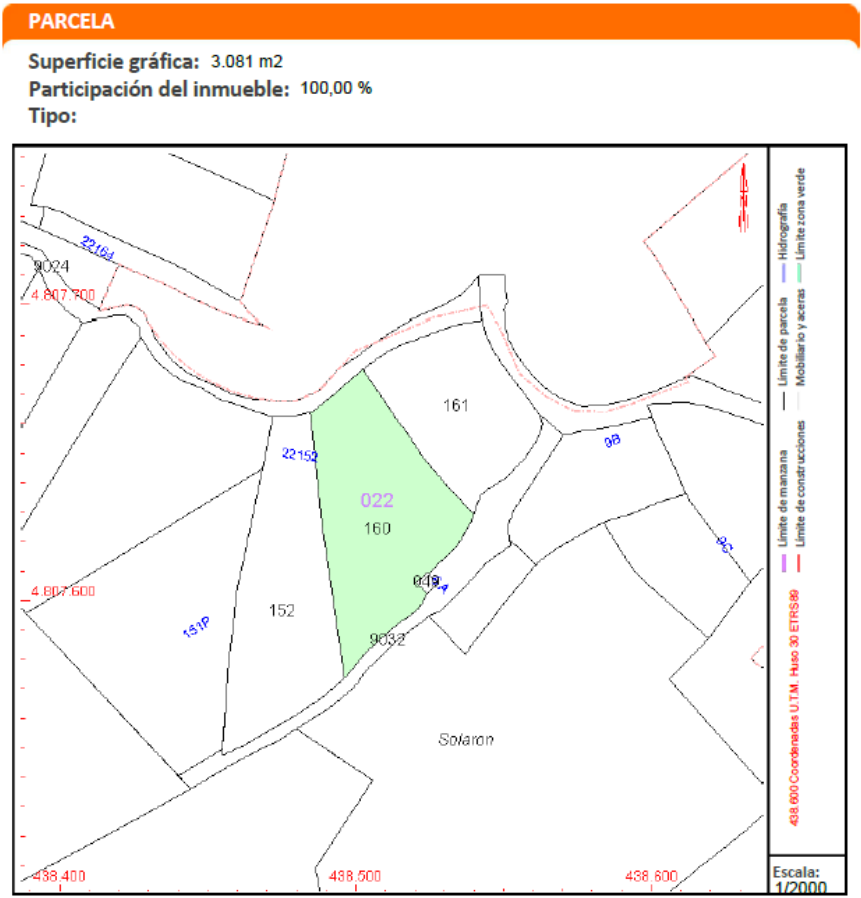 PARCELA
Superficie gráfica: 3.081 m2
Participación del inmueble: 100,00 %
Tipo:
22164
9024
4.807.700
161
22152
9B
022
160
9C
4.807.600
152
151P
9032
Solaron
438.400
438.500
438.600
Hidrografía
Límite zona verde
Límite de parcela
Mobiliario y aceras
Límite de manzana
Límite de construcciones
438.600 Coordenadas U.T.M. Huso 30 ETRS89
Escala:
1/2000